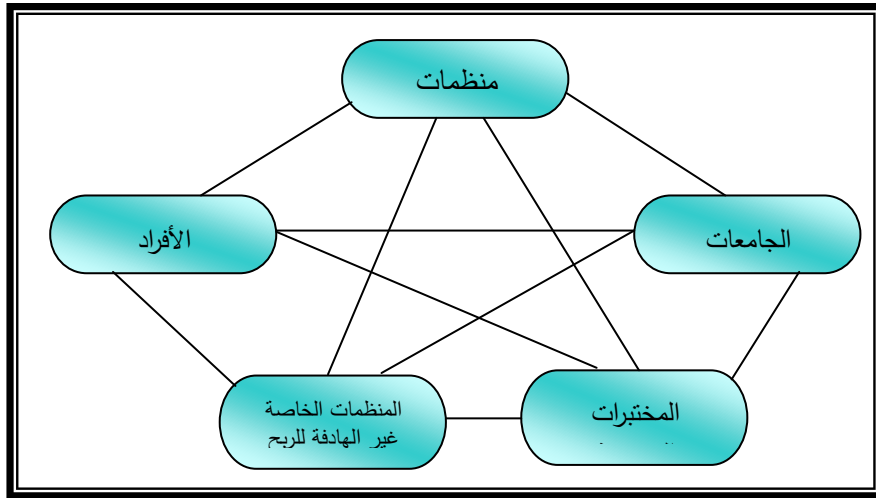 منظمات
الأفراد
الجامعات
المنظمات الخاصة
غير الهادفة للربح
المختبرات